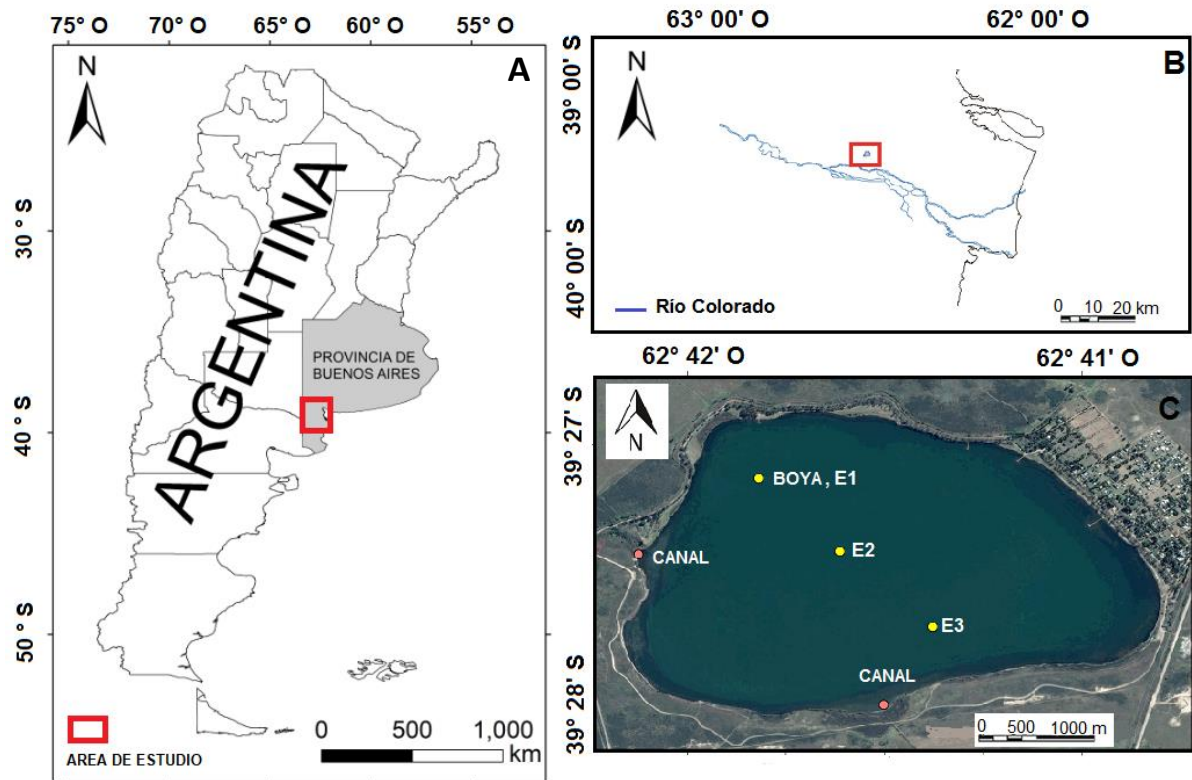 75° O 70° O 65° O 60° O 55° O
N
A
30° S
40° S
50° S
ARGENTINA
PROVINCIA DE
BUENOS AIRES
AREA DE ESTUDIO
0 500 1,000
km
63° 00' O 62° 00' O
N
B
39° 00' S
40° 00' S
Río Colorado
0 10 20 km
62° 42' O 62° 41' O
N
C
39° 27' S
39° 28' S
BOYA , E1
CANAL
E2
E3
CANAL
0 500 1000 m